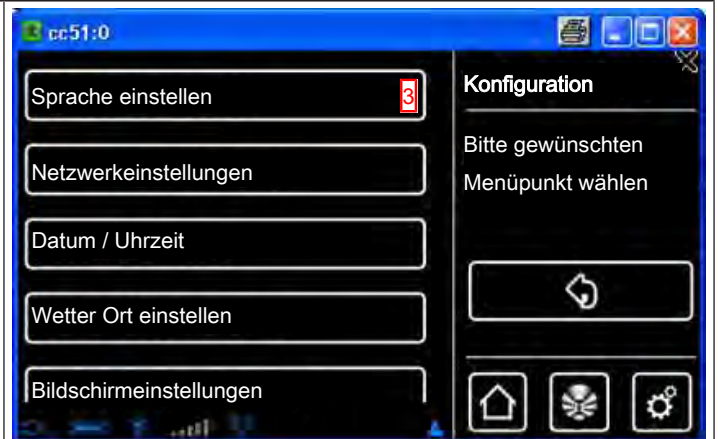 cc51:0
Sprache einstellen 3
Netzwerkeinstellungen
Datum / Uhrzeit
Wetter Ort einstellen
Bildschirmeinstellungen
Konfiguration
Bitte gewünschten
Menüpunkt wählen